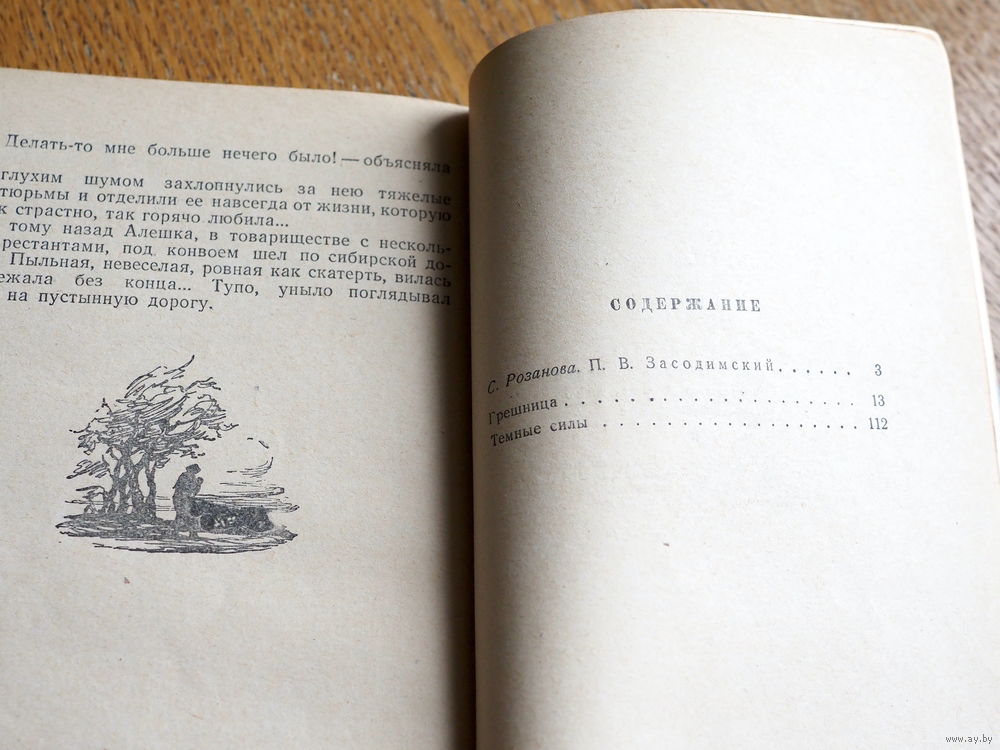 Делать-то мне больше нечего было! — объясняла
глухим шумом захлопнулись за нею тяжелые
тюрьмы и отделили ее навсегда от жизни, которую
к страстно, так горячо любила...
тому назад Алешка, в товариществе с несколь-
рестантами, под конвоем шел по сибирской до-
Пыльная, невеселая, ровная как скатерть, вилась
ежала без конца... Тупо, уныло поглядывал
на пустынную дорогу.
СОДЕРЖАНИЕ
С. Розанова. П. В. Засодимский. . . . . . 3
Грешница . . . . . . . . . . . . . . . . . . . . 13
Темные силы . . . . . . . . . . . . . . . . . . 112
www.ay.by